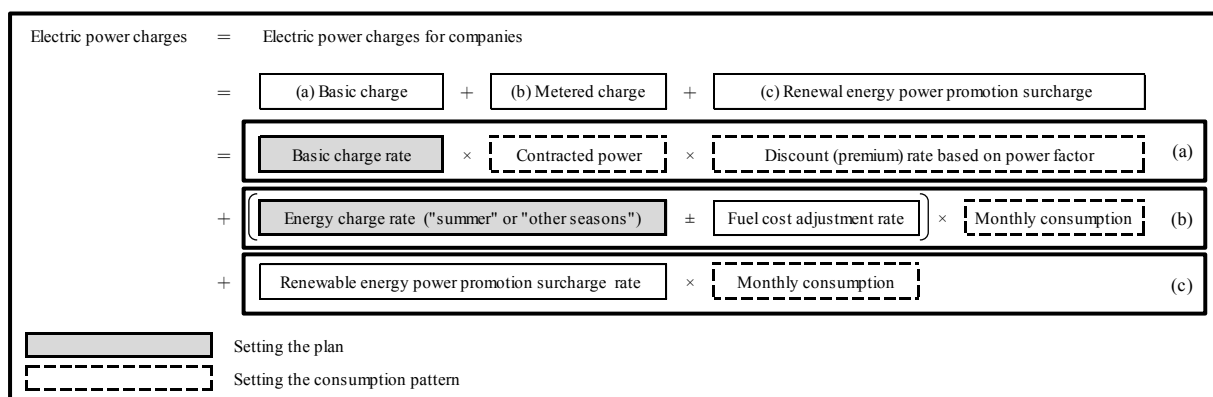 Electric power charges = Electric power charges for companies
= (a) Basic charge + (b) Metered charge + (c) Renewal energy power promotion surcharge
= Basic charge rate × Contracted power × Discount (premium) rate based on power factor (a)
+ ( Energy charge rate ("summer" or "other seasons") ± Fuel cost adjustment rate ) × Monthly consumption (b)
+ Renewable energy power promotion surcharge rate × Monthly consumption (c)
Setting the plan
Setting the consumption pattern